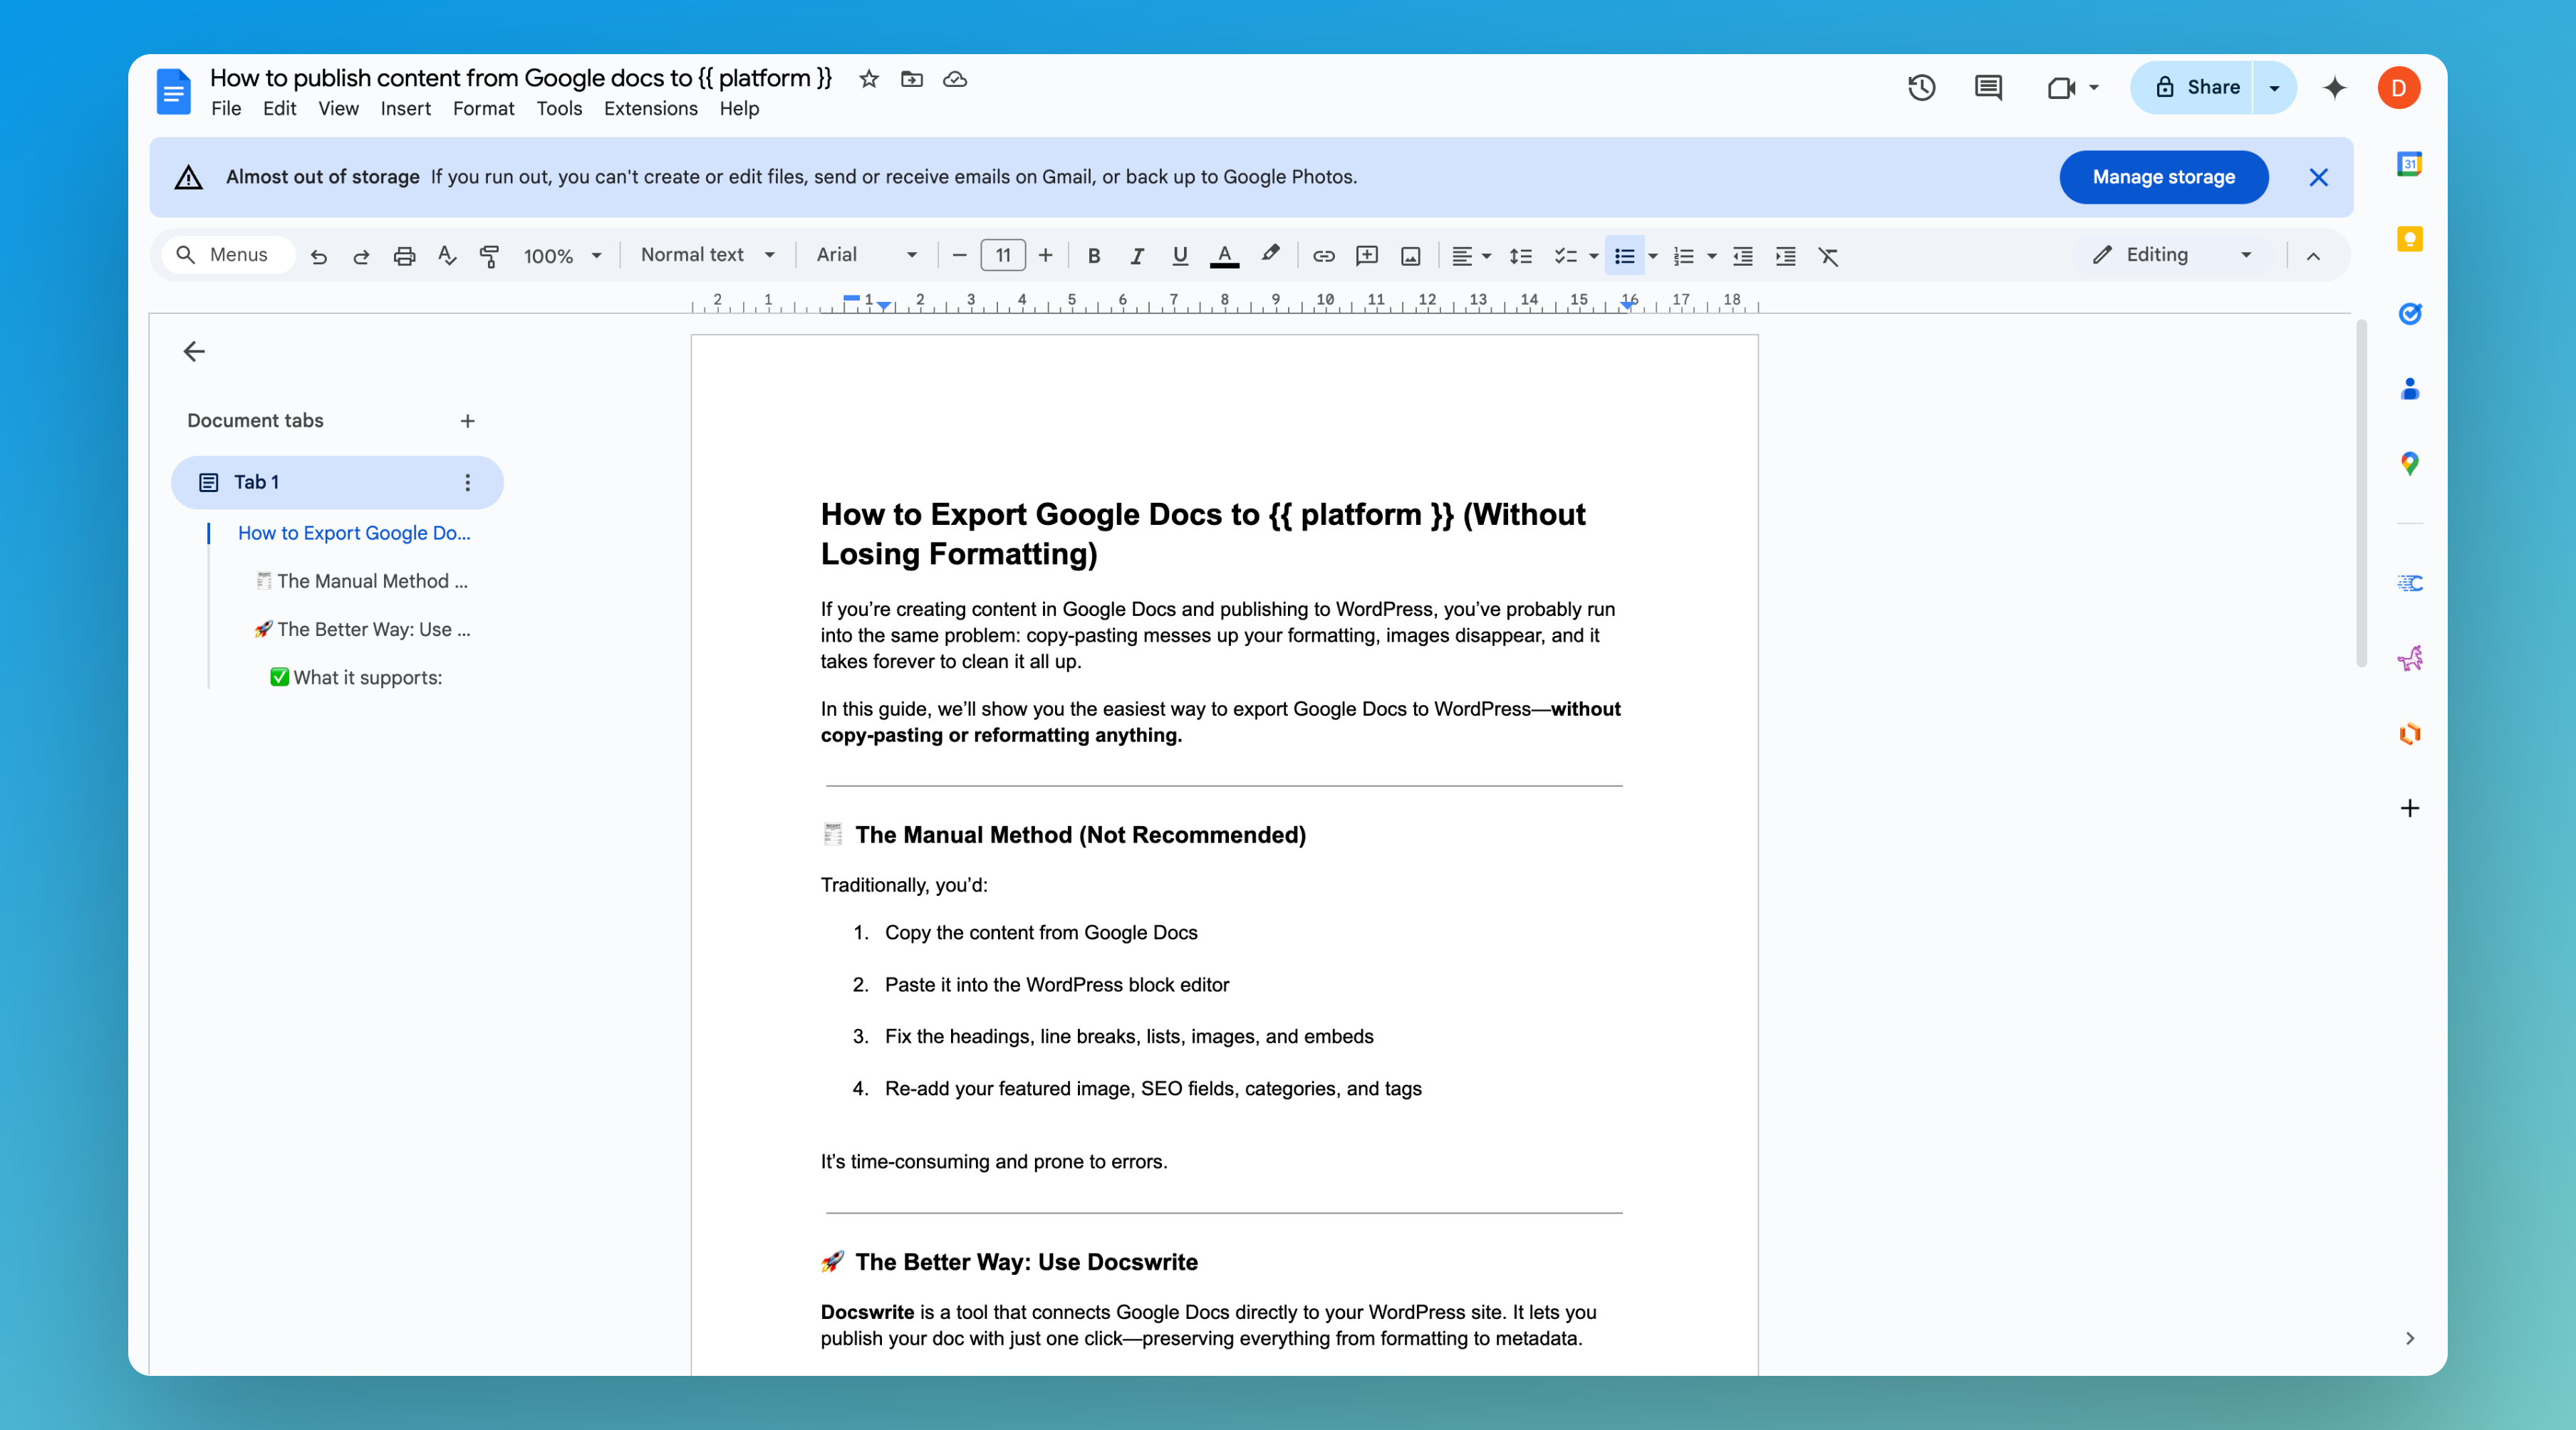 How to publish content from Google docs to {{ platform }}
File Edit View Insert Format Tools Extensions Help
Share
D
Almost out of storage If you run out, you can't create or edit files, send or receive emails on Gmail, or back up to Google Photos.
Manage storage
31
Menus 100% Normal text Arial 11 B I U A Editing
2 1 1 2 3 4 5 6 7 8 9 10 11 12 13 14 15 16 17 18
Document tabs
Tab 1
How to Export Google Do...
The Manual Method ...
🚀 The Better Way: Use ...
✅ What it supports:
How to Export Google Docs to {{ platform }} (Without
Losing Formatting)
If you’re creating content in Google Docs and publishing to WordPress, you’ve probably run
into the same problem: copy-pasting messes up your formatting, images disappear, and it
takes forever to clean it all up.
In this guide, we’ll show you the easiest way to export Google Docs to WordPress—without
copy-pasting or reformatting anything.
The Manual Method (Not Recommended)
Traditionally, you’d:
1. Copy the content from Google Docs
2. Paste it into the WordPress block editor
3. Fix the headings, line breaks, lists, images, and embeds
4. Re-add your featured image, SEO fields, categories, and tags
It’s time-consuming and prone to errors.
🚀 The Better Way: Use Docswrite
Docswrite is a tool that connects Google Docs directly to your WordPress site. It lets you
publish your doc with just one click—preserving everything from formatting to metadata.